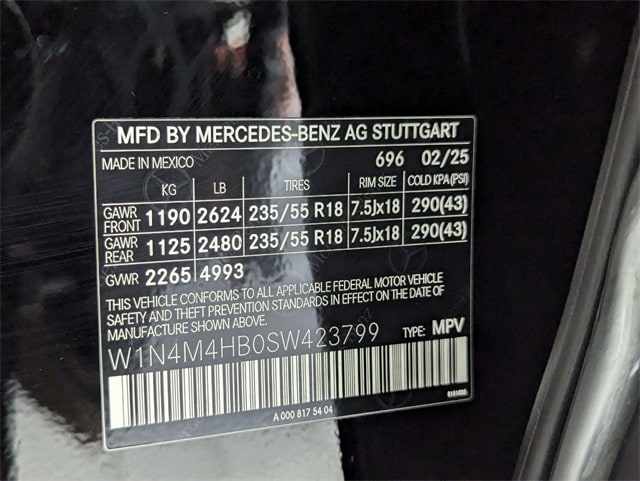 MFD BY MERCEDES-BENZ AG STUTTGART
MADE IN MEXICO 696 02/25
KG LB TIRES RIM SIZE COLD KPA(PSI)
GAWR FRONT 1190 2624 235/55 R18 7.5Jx18 290(43)
GAWR REAR 1125 2480 235/55 R18 7.5Jx18 290(43)
GVWR 2265 4993
THIS VEHICLE CONFORMS TO ALL APPLICABLE FEDERAL MOTOR VEHICLE
SAFETY AND THEFT PREVENTION STANDARDS IN EFFECT ON THE DATE OF
MANUFACTURE SHOWN ABOVE.
W1N4M4HB0SW423799 TYPE: MPV
A 000 817 54 04